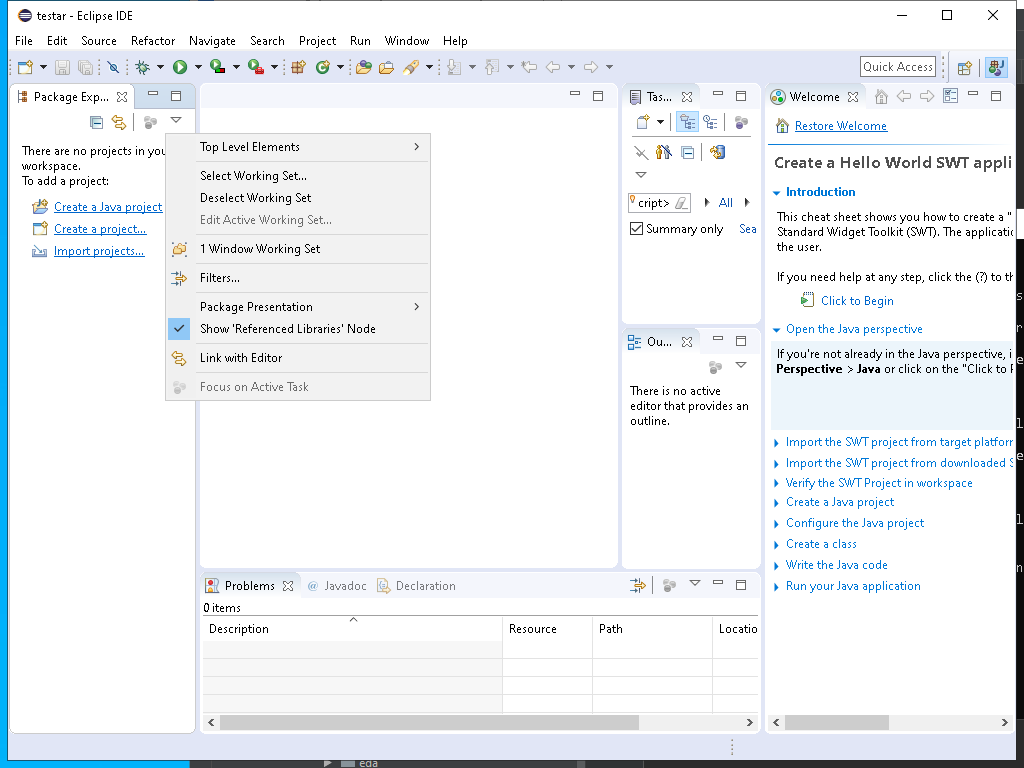 testar - Eclipse IDE
File Edit Source Refactor Navigate Search Project Run Window Help
Quick Access
Package Exp...
There are no projects in you
workspace.
To add a project:
Create a Java project
Create a project...
Import projects...
Top Level Elements
Select Working Set...
Deselect Working Set
Edit Active Working Set...
1 Window Working Set
Filters...
Package Presentation
Show 'Referenced Libraries' Node
Link with Editor
Focus on Active Task
Tas...
cript> All
Summary only Sea
Ou...
There is no active
editor that provides an
outline.
Welcome
Restore Welcome
Create a Hello World SWT appli
Introduction
This cheat sheet shows you how to create a "
Standard Widget Toolkit (SWT). The applicatio
the user.
If you need help at any step, click the (?) to th
Click to Begin
Open the Java perspective
If you're not already in the Java perspective, i
Perspective > Java or click on the "Click to P
Import the SWT project from target platform
Import the SWT project from downloaded S
Verify the SWT Project in workspace
Create a Java project
Configure the Java project
Create a class
Write the Java code
Run your Java application
Problems @ Javadoc Declaration
0 items
Description Resource Path Locatio
eda